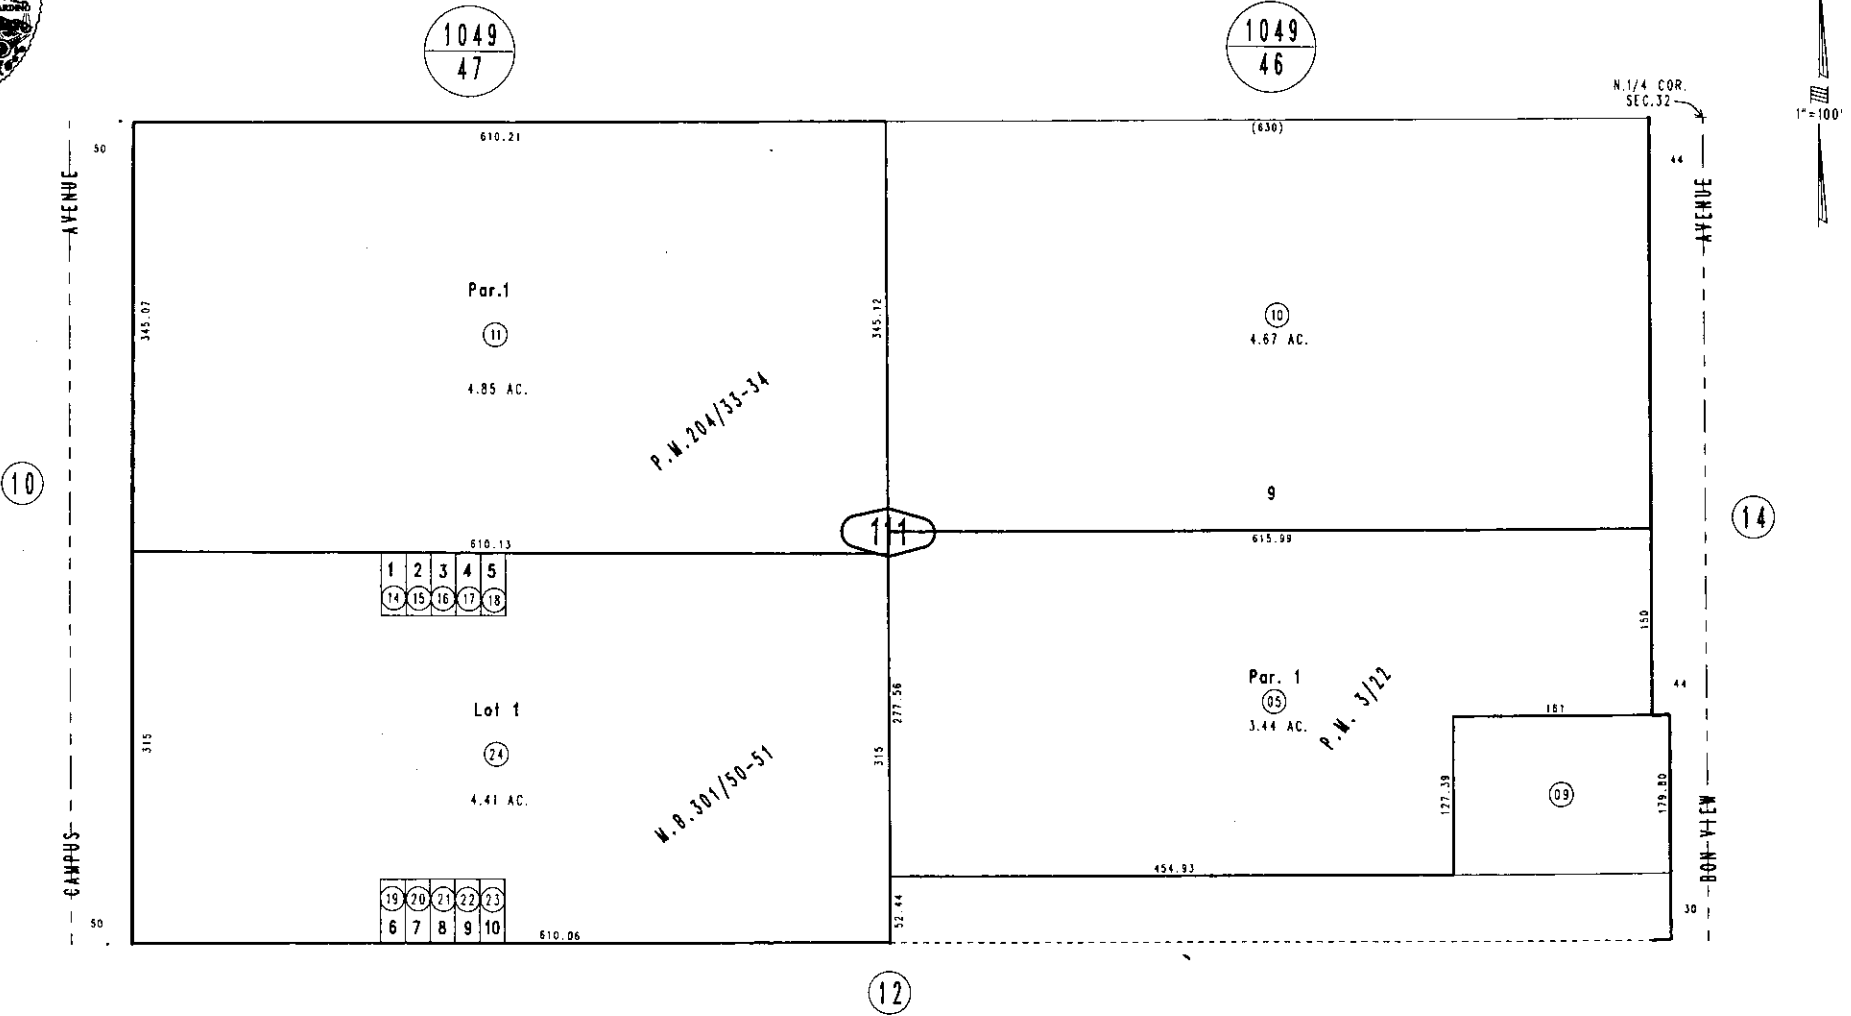 1049
47
1049
46
N.1/4 COR.
SEC.32
1"=100'
610.21
(630)
50
44
AVENUE
AVENUE
345.07
Par.1
11
4.85 AC.
345.12
10
4.67 AC.
P.M.204/33-34
10
9
14
111
610.13
615.99
1 2 3 4 5
14 15 16 17 18
150
277.56
Par. 1
05
3.44 AC.
P.M. 3/22
44
Lot 1
24
4.41 AC.
315
315
M.B.301/50-51
161
127.39
09
179.80
CAMPUS
BON VIEW
454.93
19 20 21 22 23
6 7 8 9 10
52.44
30
50
610.06
12